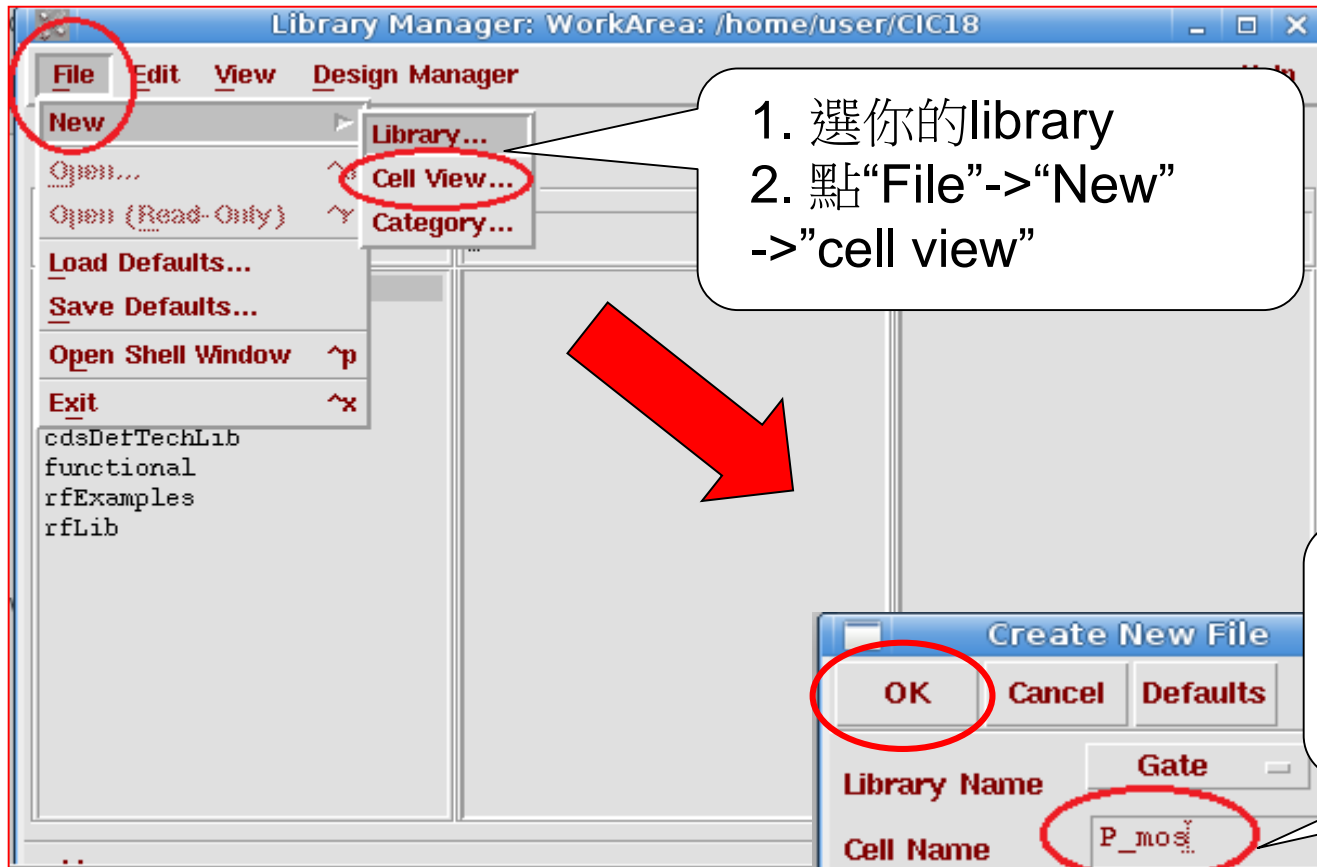 Library Manager: WorkArea: /home/user/CIC18
File Edit View Design Manager
New
Open...
Open (Read-Only) ^r
Load Defaults...
Save Defaults...
Open Shell Window ^p
Exit ^x
Library...
Cell View...
Category...
1. 選你的library
2. 點“File”->“New”
->”cell view”
cdsDefTechLib
functional
rfExamples
rfLib
Create New File
OK Cancel Defaults
Library Name Gate
Cell Name P_mos